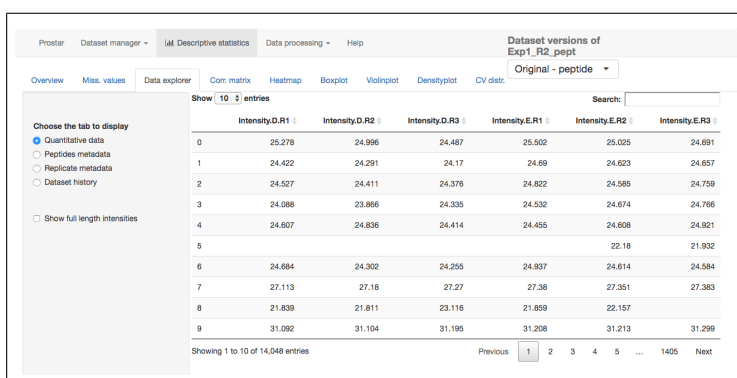 Prostar Dataset manager Descriptive statistics Data processing Help
Dataset versions of
Exp1_R2_pept
Original - peptide
Overview Miss. values Data explorer Corr. matrix Heatmap Boxplot Violinplot Densityplot CV distr.
Choose the tab to display
Quantitative data
Peptides metadata
Replicate metadata
Dataset history
Show full length intensities
Show 10 entries
Search:
Intensity.D.R1 Intensity.D.R2 Intensity.D.R3 Intensity.E.R1 Intensity.E.R2 Intensity.E.R3
0 25.278 24.996 24.487 25.502 25.025 24.691
1 24.422 24.291 24.17 24.69 24.623 24.657
2 24.527 24.411 24.376 24.822 24.585 24.759
3 24.088 23.866 24.335 24.532 24.674 24.766
4 24.607 24.836 24.414 24.455 24.608 24.921
5 22.18 21.932
6 24.684 24.302 24.255 24.937 24.614 24.584
7 27.113 27.18 27.27 27.38 27.351 27.383
8 21.839 21.811 23.116 21.859 22.157
9 31.092 31.104 31.195 31.208 31.213 31.299
Showing 1 to 10 of 14,048 entries
Previous 1 2 3 4 5 ... 1405 Next